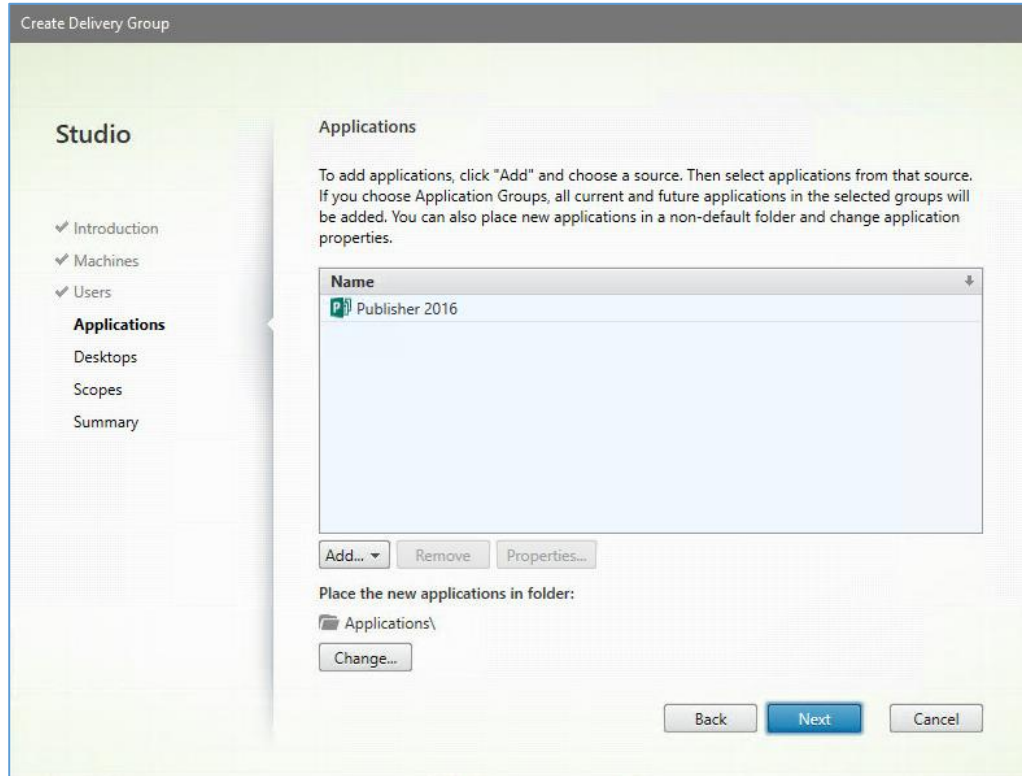 Create Delivery Group
Studio
Introduction
Machines
Users
Applications
Desktops
Scopes
Summary
Applications
To add applications, click "Add" and choose a source. Then select applications from that source.
If you choose Application Groups, all current and future applications in the selected groups will
be added. You can also place new applications in a non-default folder and change application
properties.
Name
Publisher 2016
Add...
Remove
Properties...
Place the new applications in folder:
Applications\
Change...
Back
Next
Cancel